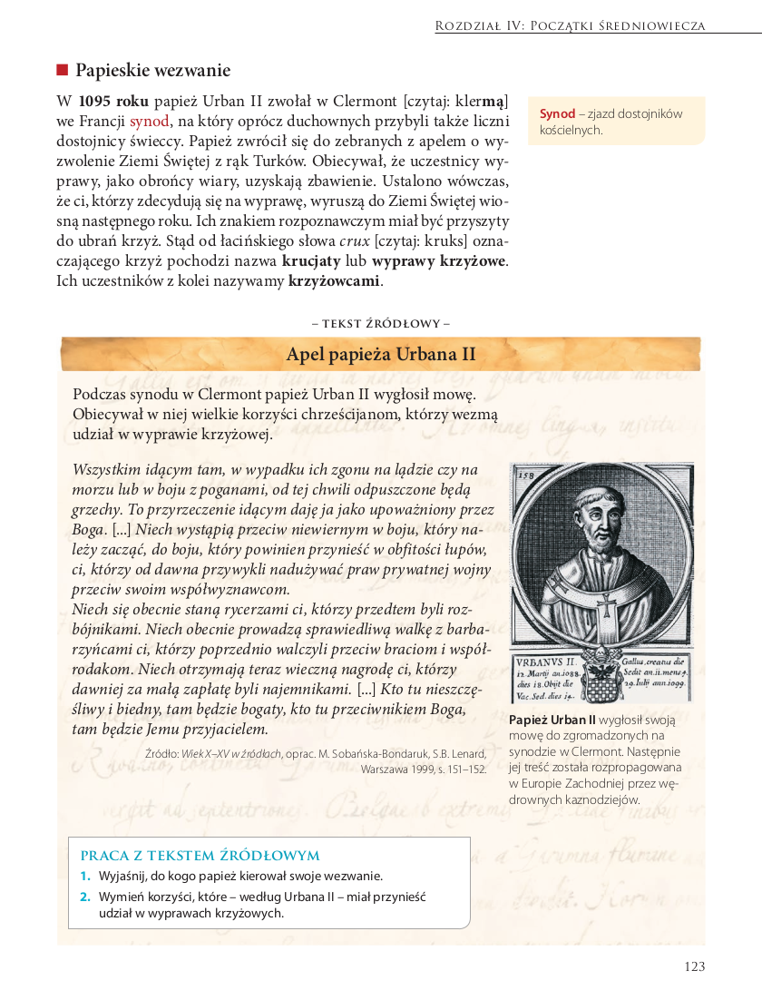 Rozdział IV: Początki średniowiecza
Papieskie wezwanie
W 1095 roku papież Urban II zwołał w Clermont [czytaj: klermą]
we Francji synod, na który oprócz duchownych przybyli także liczni
dostojnicy świeccy. Papież zwrócił się do zebranych z apelem o wy-
zwolenie Ziemi Świętej z rąk Turków. Obiecywał, że uczestnicy wy-
prawy, jako obrońcy wiary, uzyskają zbawienie. Ustalono wówczas,
że ci, którzy zdecydują się na wyprawę, wyruszą do Ziemi Świętej wio-
sną następnego roku. Ich znakiem rozpoznawczym miał być przyszyty
do ubrań krzyż. Stąd od łacińskiego słowa crux [czytaj: kruks] ozna-
czającego krzyż pochodzi nazwa krucjaty lub wyprawy krzyżowe.
Ich uczestników z kolei nazywamy krzyżowcami.
Synod – zjazd dostojników
kościelnych.
– TEKST ŹRÓDŁOWY –
Apel papieża Urbana II
Podczas synodu w Clermont papież Urban II wygłosił mowę.
Obiecywał w niej wielkie korzyści chrześcijanom, którzy wezmą
udział w wyprawie krzyżowej.
Wszystkim idącym tam, w wypadku ich zgonu na lądzie czy na
morzu lub w boju z poganami, od tej chwili odpuszczone będą
grzechy. To przyrzeczenie idącym daję ja jako upoważniony przez
Boga. [...] Niech wystąpią przeciw niewiernym w boju, który na-
leży zacząć, do boju, który powinien przynieść w obfitości łupów,
ci, którzy od dawna przywykli nadużywać praw prywatnej wojny
przeciw swoim współwyznawcom.
Niech się obecnie staną rycerzami ci, którzy przedtem byli roz-
bójnikami. Niech obecnie prowadzą sprawiedliwą walkę z barba-
rzyńcami ci, którzy poprzednio walczyli przeciw braciom i współ-
rodakom. Niech otrzymają teraz wieczną nagrodę ci, którzy
dawniej za małą zapłatę byli najemnikami. [...] Kto tu nieszczę-
śliwy i biedny, tam będzie bogaty, kto tu przeciwnikiem Boga,
tam będzie Jemu przyjacielem.
Źródło: Wiek X–XV w źródłach, oprac. M. Sobańska-Bondaruk, S.B. Lenard,
Warszawa 1999, s. 151–152.
158
VRBANVS II.
12. Martij an.1088.
dies 18. Obijt die
Vac. Sed. dies 14.
Gallus, creatus die
Sedit an.11.mens 4.
29. Iulij ann.1099.
Papież Urban II wygłosił swoją
mowę do zgromadzonych na
synodzie w Clermont. Następnie
jej treść została rozpropagowana
w Europie Zachodniej przez wę-
drownych kaznodziejów.
PRACA Z TEKSTEM ŹRÓDŁOWYM
1. Wyjaśnij, do kogo papież kierował swoje wezwanie.
2. Wymień korzyści, które – według Urbana II – miał przynieść
udział w wyprawach krzyżowych.
123